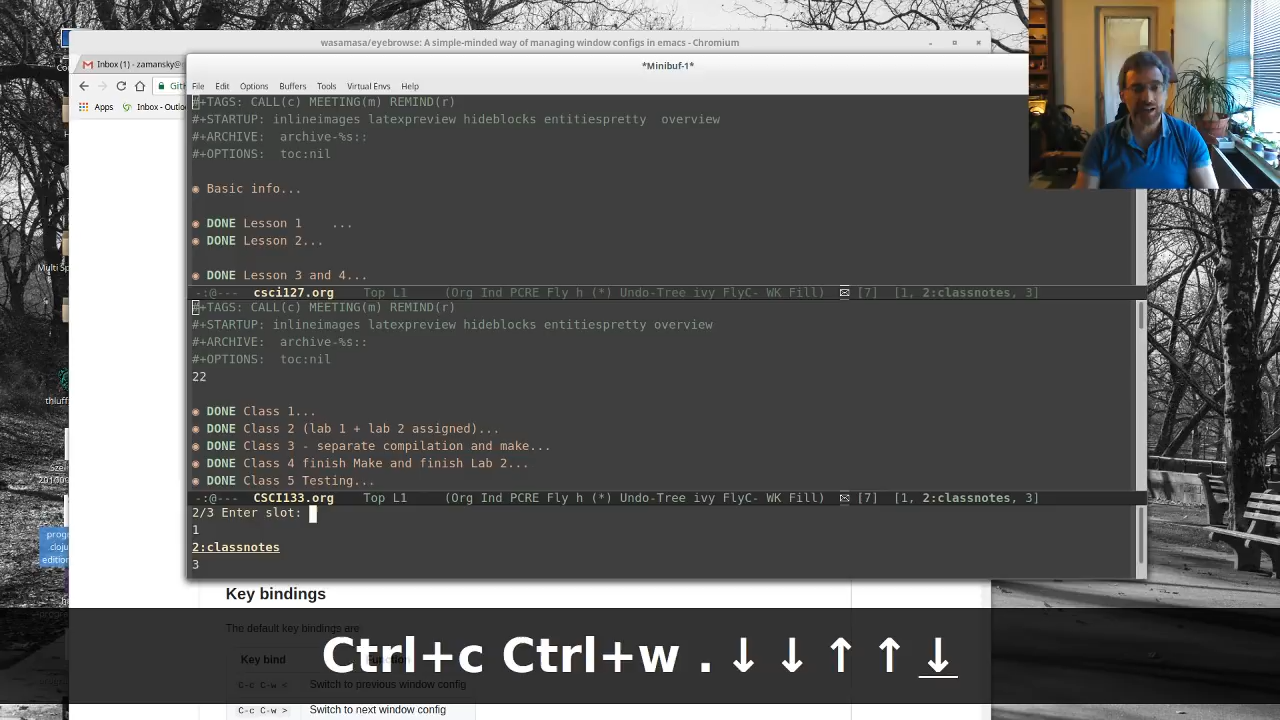 wasamasa/eyebrowse: A simple-minded way of managing window configs in emacs - Chromium
Inbox (1) - zamansky@
*Minibuf-1*
File Edit Options Buffers Tools Virtual Envs Help
Apps Inbox - Outlo
#+TAGS: CALL(c) MEETING(m) REMIND(r)
#+STARTUP: inlineimages latexpreview hideblocks entitiespretty  overview
#+ARCHIVE:  archive-%s::
#+OPTIONS:  toc:nil
◉ Basic info...
◉ DONE Lesson 1    ...
◉ DONE Lesson 2...
◉ DONE Lesson 3 and 4...
-:@---  csci127.org    Top L1    (Org Ind PCRE Fly h (*) Undo-Tree ivy FlyC- WK Fill) ✉ [7]  [1, 2:classnotes, 3]
#+TAGS: CALL(c) MEETING(m) REMIND(r)
#+STARTUP: inlineimages latexpreview hideblocks entitiespretty overview
#+ARCHIVE:  archive-%s::
#+OPTIONS:  toc:nil
22
◉ DONE Class 1...
◉ DONE Class 2 (lab 1 + lab 2 assigned)...
◉ DONE Class 3 - separate compilation and make...
◉ DONE Class 4 finish Make and finish Lab 2...
◉ DONE Class 5 Testing...
-:@---  CSCI133.org    Top L1    (Org Ind PCRE Fly h (*) Undo-Tree ivy FlyC- WK Fill) ✉ [7]  [1, 2:classnotes, 3]
2/3 Enter slot:
1
2:classnotes
3
Key bindings
The default key bindings are
Key bind Function
C-c C-w < Switch to previous window config
C-c C-w > Switch to next window config
Ctrl+c Ctrl+w .↓ ↓ ↑ ↑ ↓